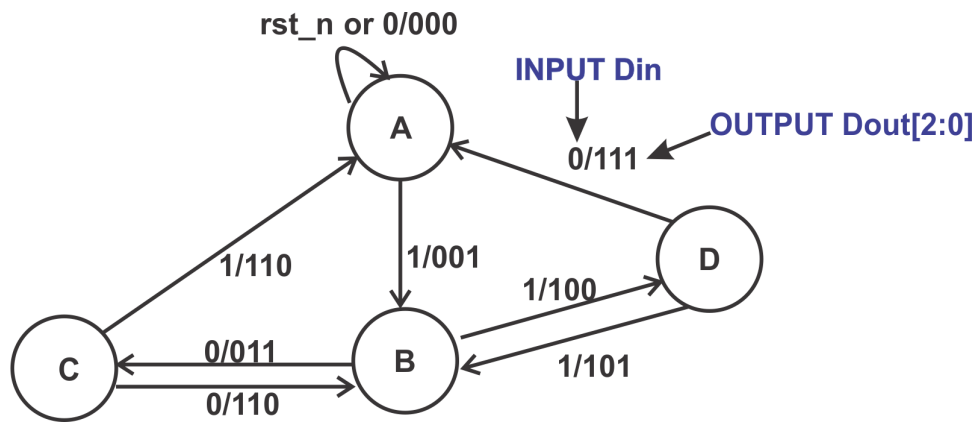 rst_n or 0/000
INPUT Din
A
OUTPUT Dout[2:0]
0/111
1/110
1/001
D
1/100
C
0/011
B
1/101
0/110